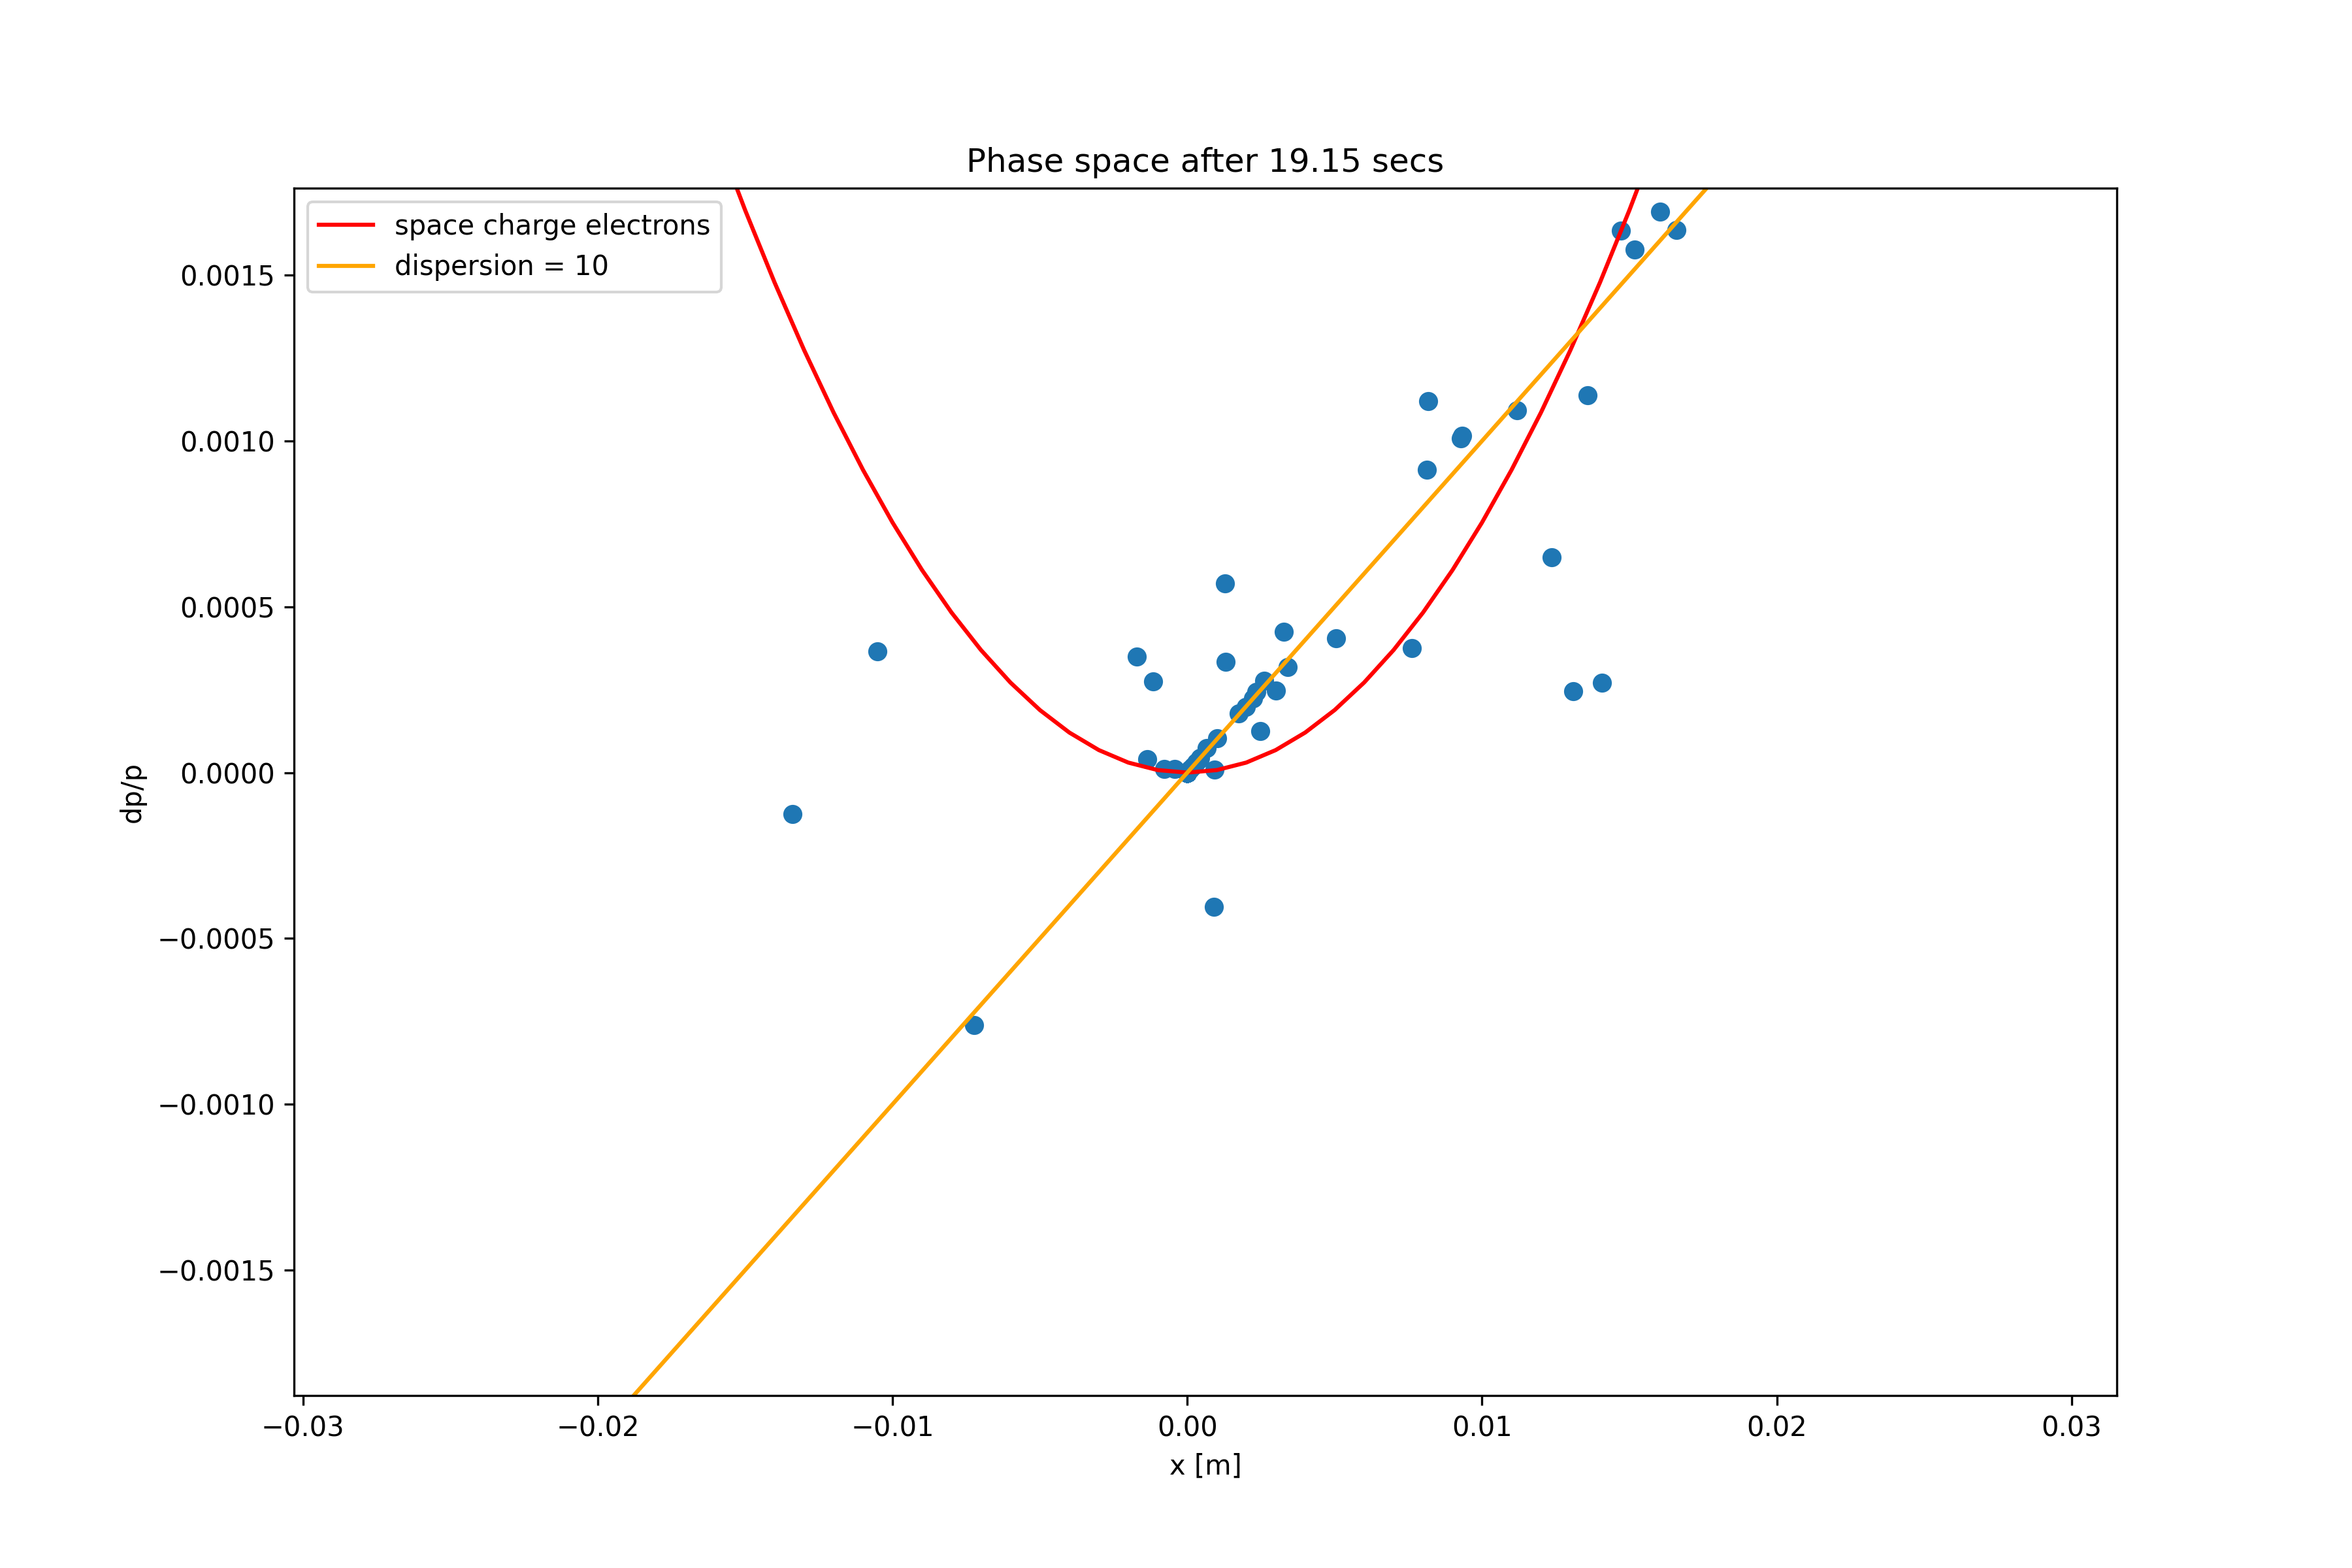 Phase space after 19.15 secs
space charge electrons
dispersion = 10
0.0015
0.0010
0.0005
0.0000
−0.0005
−0.0010
−0.0015
dp/p
−0.03 −0.02 −0.01 0.00 0.01 0.02 0.03
x [m]